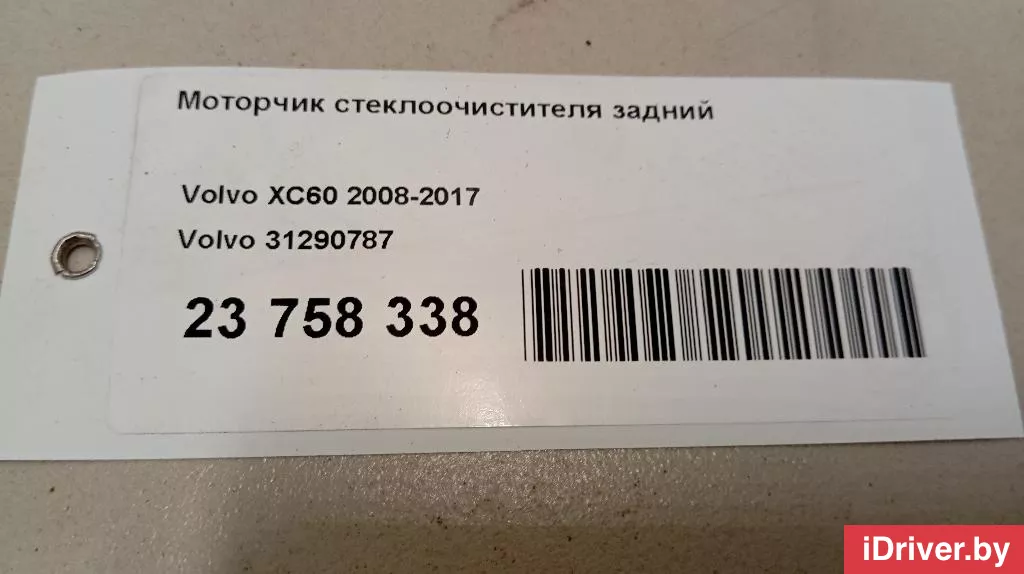 Моторчик стеклоочистителя задний
Volvo XC60 2008-2017
Volvo 31290787
23 758 338
iDriver.by